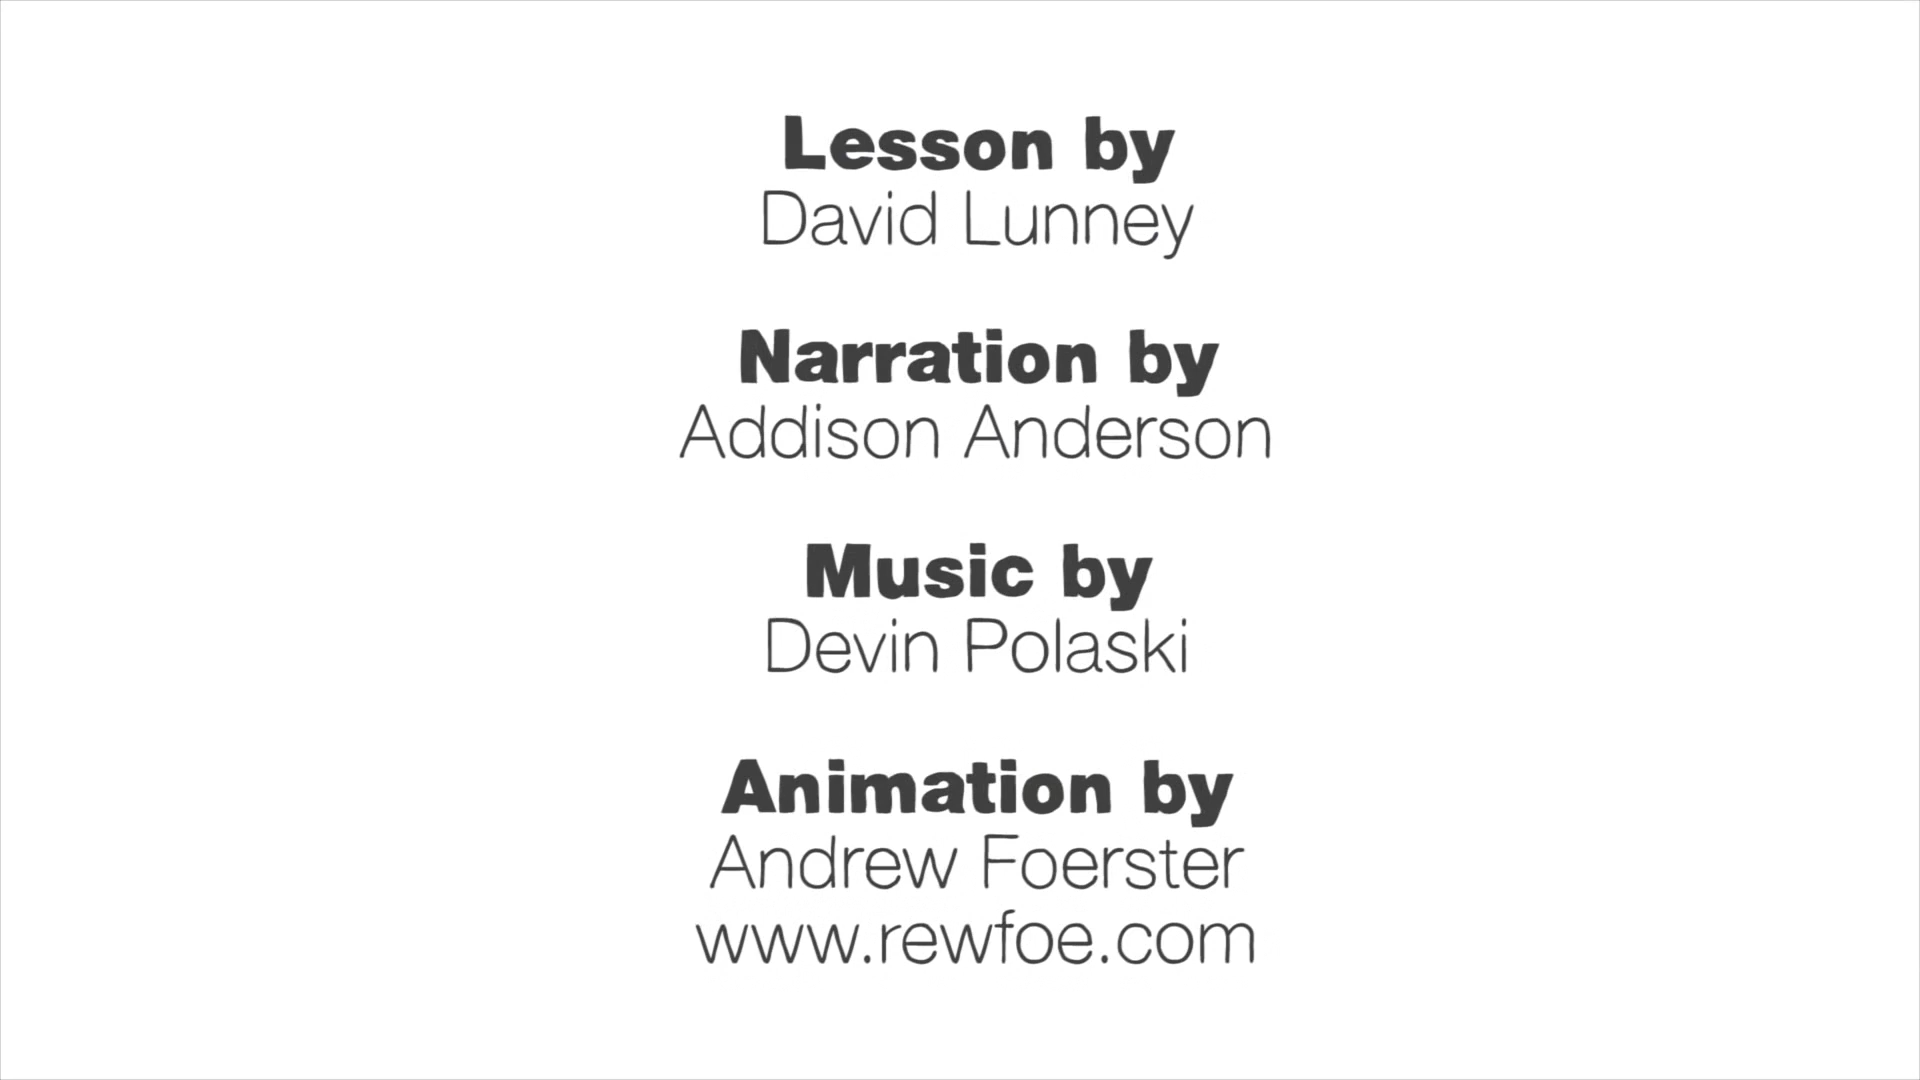 Lesson by
David Lunney
Narration by
Addison Anderson
Music by
Devin Polaski
Animation by
Andrew Foerster
www.rewfoe.com